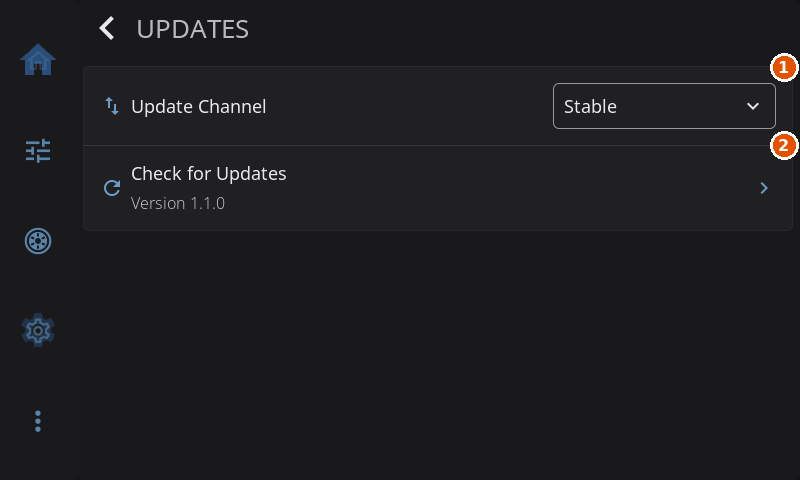 UPDATES
1
Update Channel
Stable
2
Check for Updates
Version 1.1.0